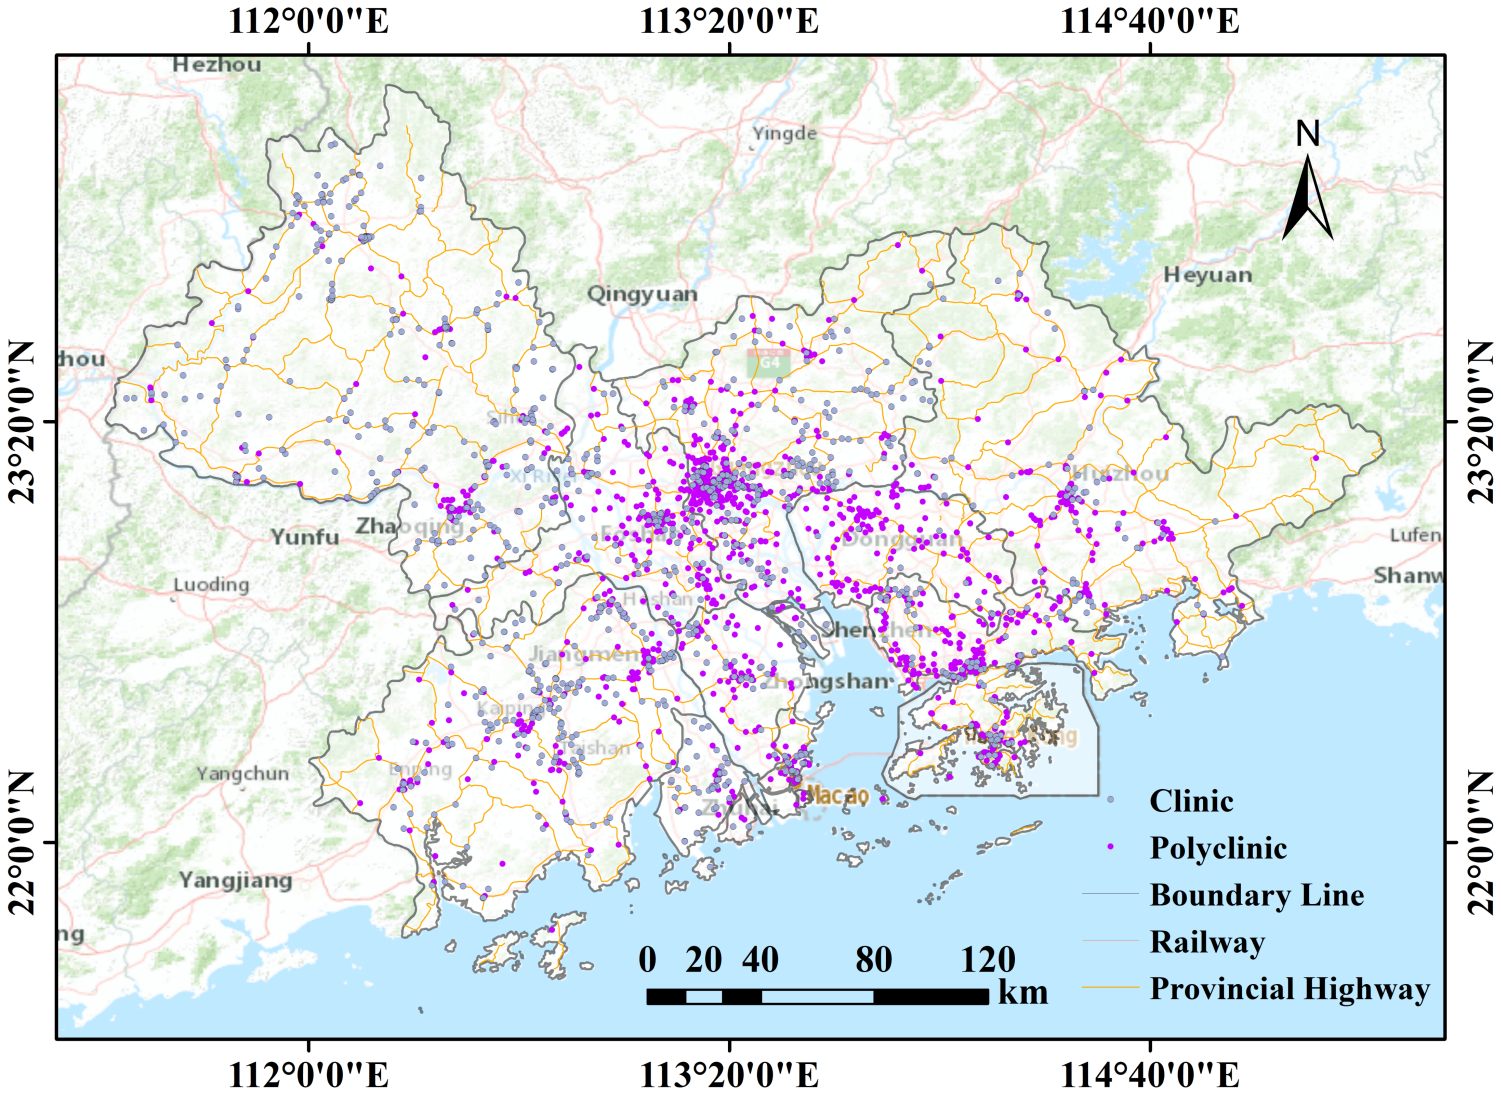 112°0'0"E 113°20'0"E 114°40'0"E
Hezhou
N
Yingde
Heyuan
Qingyuan
G4
zhou
23°20'0"N
23°20'0"N
Huizhou
Yunfu
Zhaoqing
Foshan
Dongguan
Lufen
Luoding
Shanw
Heshan
Shenzhen
Jiangmen
Zhongshan
Kaiping
Taishan
Enping
Yangchun
Macao
Zhuhai
22°0'0"N
22°0'0"N
Yangjiang
ng
Clinic
Polyclinic
Boundary Line
Railway
Provincial Highway
0 20 40 80 120
km
112°0'0"E 113°20'0"E 114°40'0"E